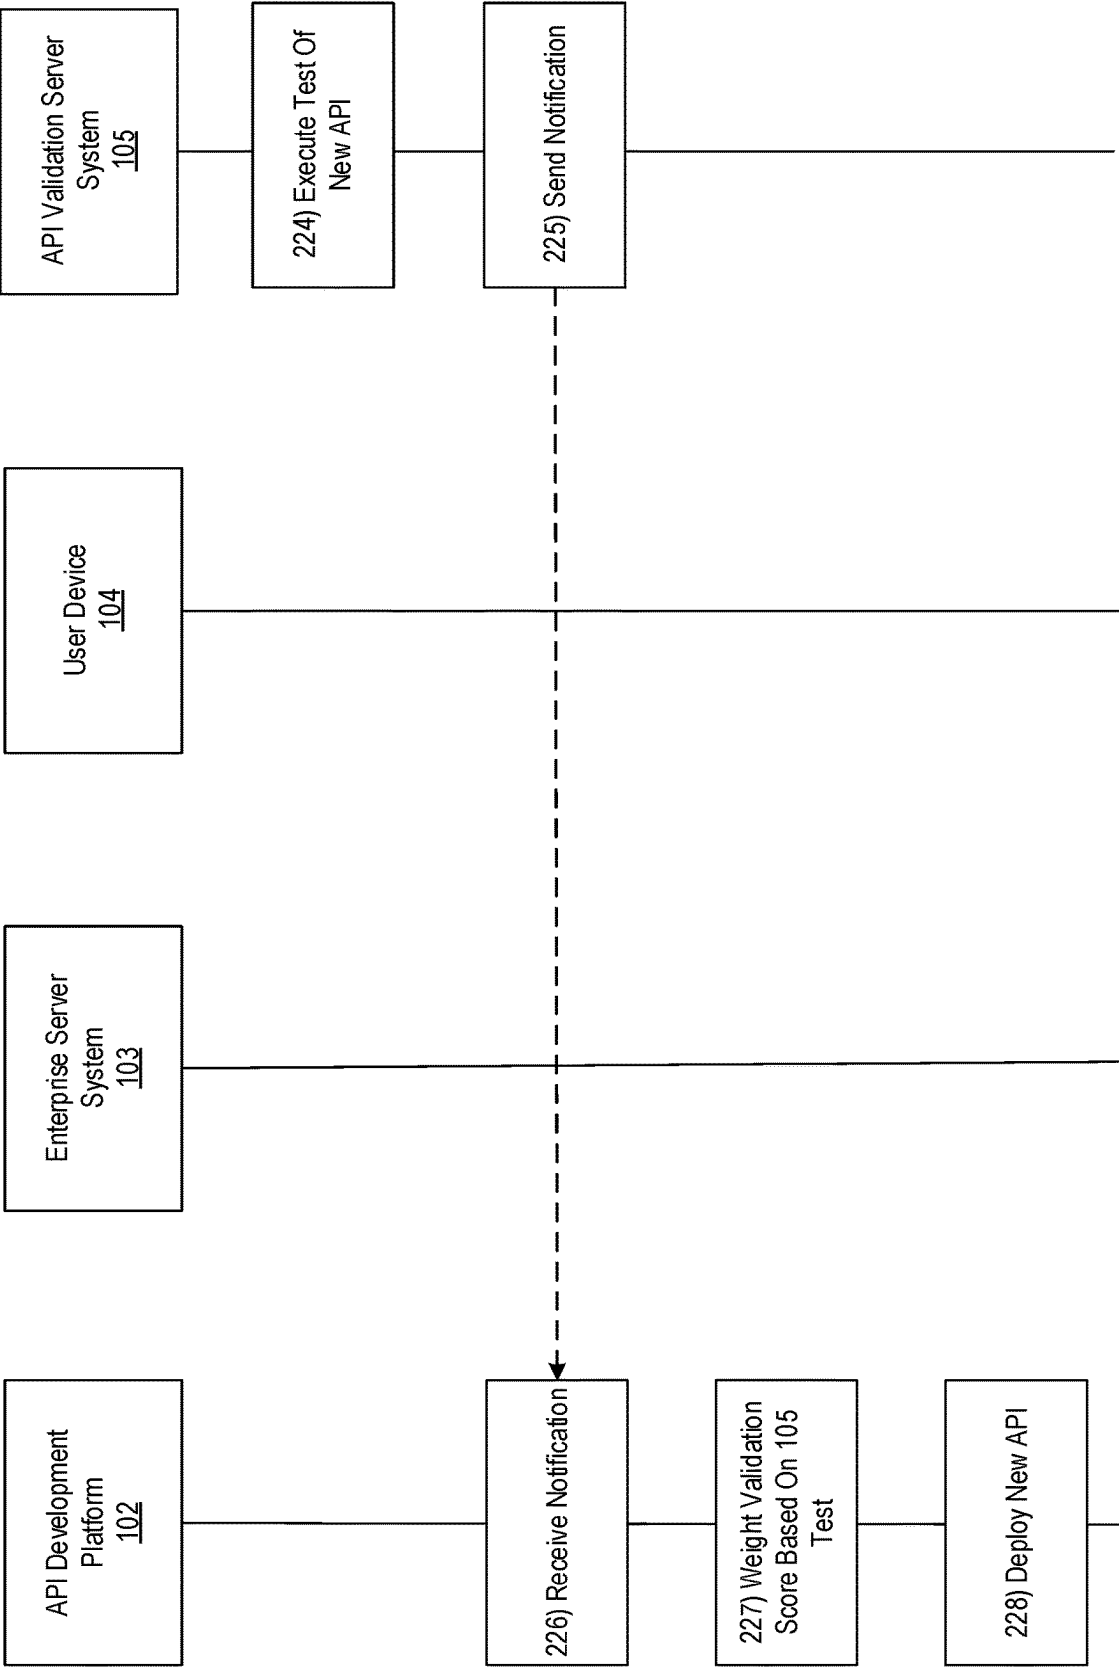 API Development
Platform
102
Enterprise Server
System
103
User Device
104
API Validation Server
System
105
224) Execute Test Of
New API
225) Send Notification
226) Receive Notification
227) Weight Validation
Score Based On 105
Test
228) Deploy New API